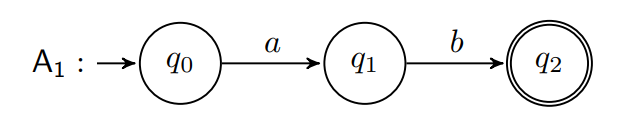 A₁ : q₀ a q₁ b q₂